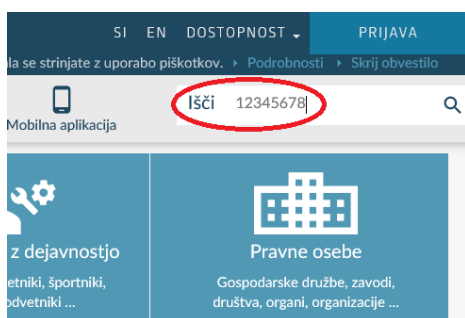 SI EN DOSTOPNOST PRIJAVA
la se strinjate z uporabo piškotkov. Podrobnosti Skrij obvestilo
Išči 12345678
Mobilna aplikacija
z dejavnostjo
etniki, športniki,
odvetniki ...
Pravne osebe
Gospodarske družbe, zavodi,
društva, organi, organizacije ...